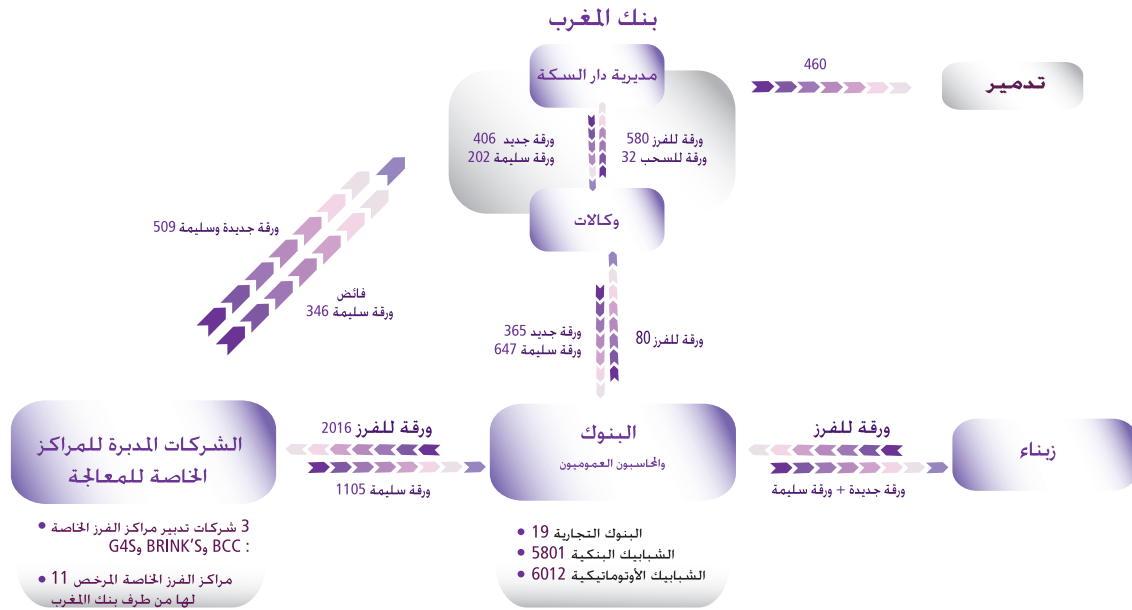 بنك المغرب
مديرية دار السكة
460
تدمير
ورقة جديد 406
ورقة سليمة 202
ورقة للفرز 580
ورقة للسحب 32
وكالات
ورقة جديدة وسليمة 509
فائض
ورقة سليمة 346
ورقة جديد 365
ورقة سليمة 647
ورقة للفرز 80
الشركات المدبرة للمراكز
الخاصة للمعالجة
ورقة للفرز 2016
ورقة سليمة 1105
البنوك
والمحاسبون العموميون
ورقة للفرز
ورقة جديدة + ورقة سليمة
زبناء
3 شركات تدبير مراكز الفرز الخاصة
: BCC وBRINK'S وG4S
مراكز الفرز الخاصة المرخص 11
لها من طرف بنك االمغرب
البنوك التجارية 19
الشبابيك البنكية 5801
الشبابيك الأوتوماتيكية 6012